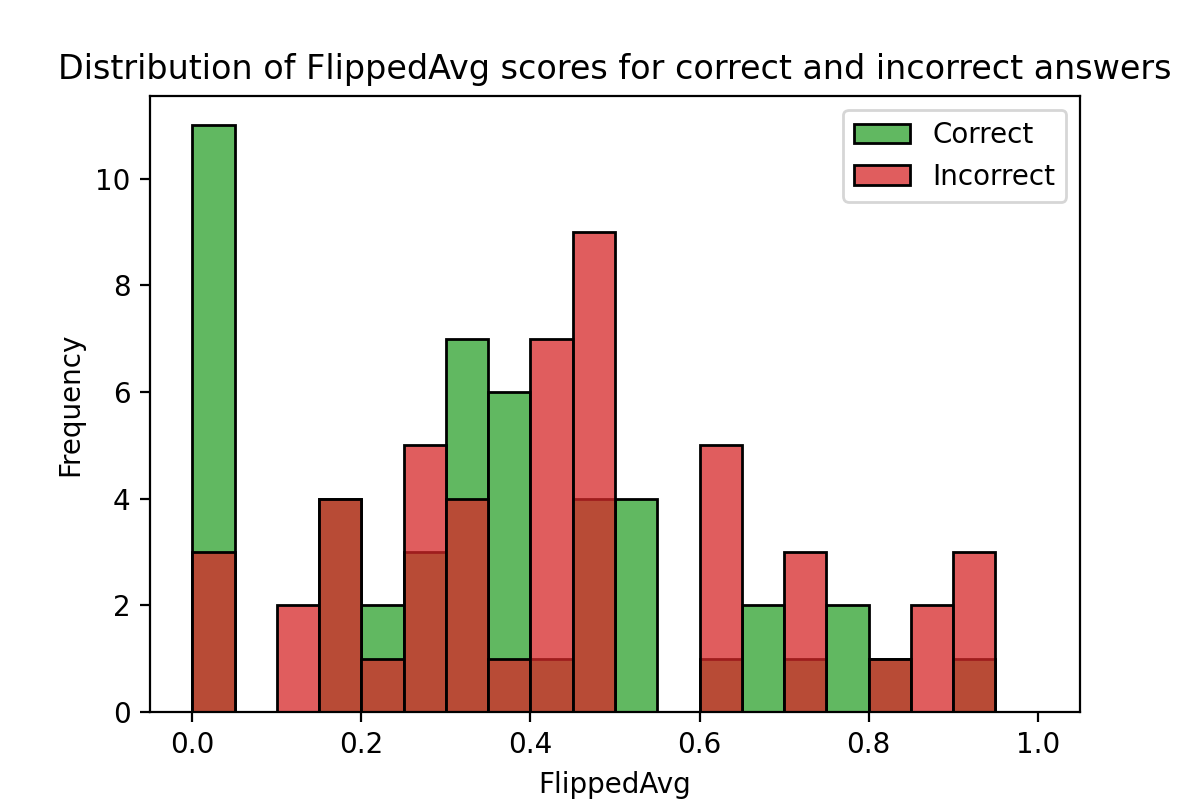 Distribution of FlippedAvg scores for correct and incorrect answers
Correct
Incorrect
10
8
6
4
2
0
Frequency
0.0 0.2 0.4 0.6 0.8 1.0
FlippedAvg